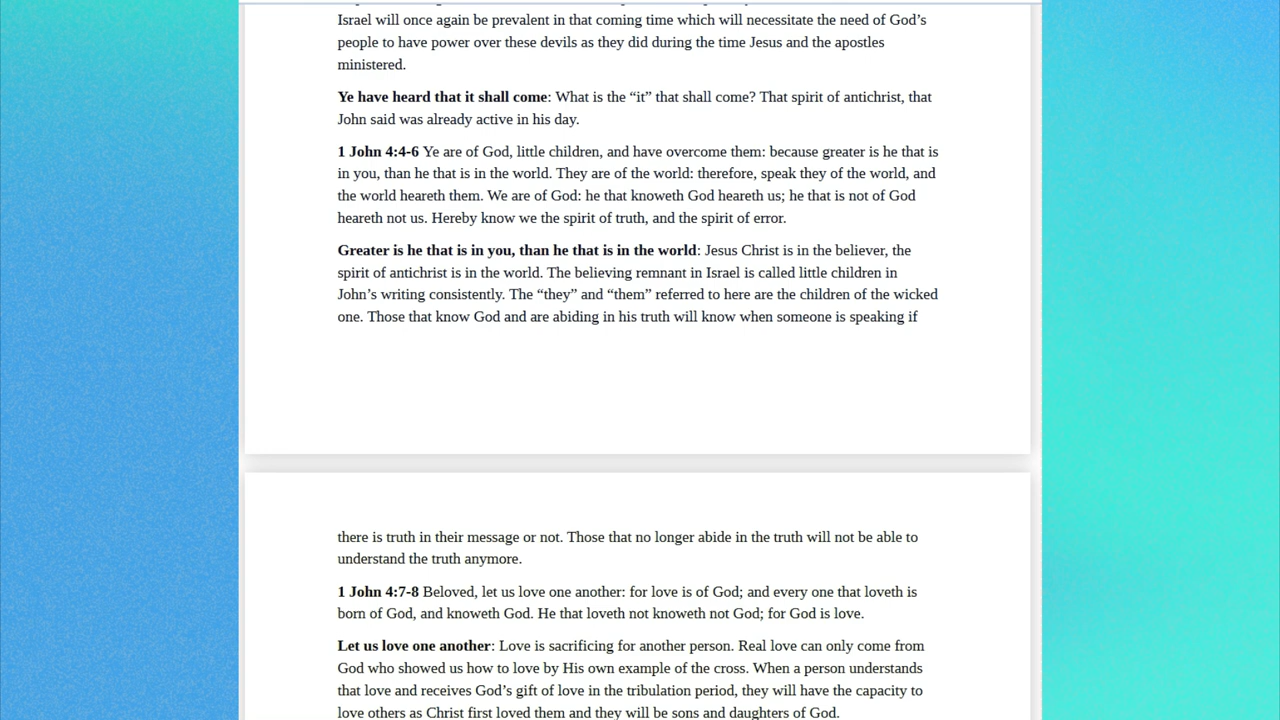 Israel will once again be prevalent in that coming time which will necessitate the need of God’s
people to have power over these devils as they did during the time Jesus and the apostles
ministered.
Ye have heard that it shall come: What is the “it” that shall come? That spirit of antichrist, that
John said was already active in his day.
1 John 4:4-6 Ye are of God, little children, and have overcome them: because greater is he that is
in you, than he that is in the world. They are of the world: therefore, speak they of the world, and
the world heareth them. We are of God: he that knoweth God heareth us; he that is not of God
heareth not us. Hereby know we the spirit of truth, and the spirit of error.
Greater is he that is in you, than he that is in the world: Jesus Christ is in the believer, the
spirit of antichrist is in the world. The believing remnant in Israel is called little children in
John’s writing consistently. The “they” and “them” referred to here are the children of the wicked
one. Those that know God and are abiding in his truth will know when someone is speaking if
there is truth in their message or not. Those that no longer abide in the truth will not be able to
understand the truth anymore.
1 John 4:7-8 Beloved, let us love one another: for love is of God; and every one that loveth is
born of God, and knoweth God. He that loveth not knoweth not God; for God is love.
Let us love one another: Love is sacrificing for another person. Real love can only come from
God who showed us how to love by His own example of the cross. When a person understands
that love and receives God’s gift of love in the tribulation period, they will have the capacity to
love others as Christ first loved them and they will be sons and daughters of God.